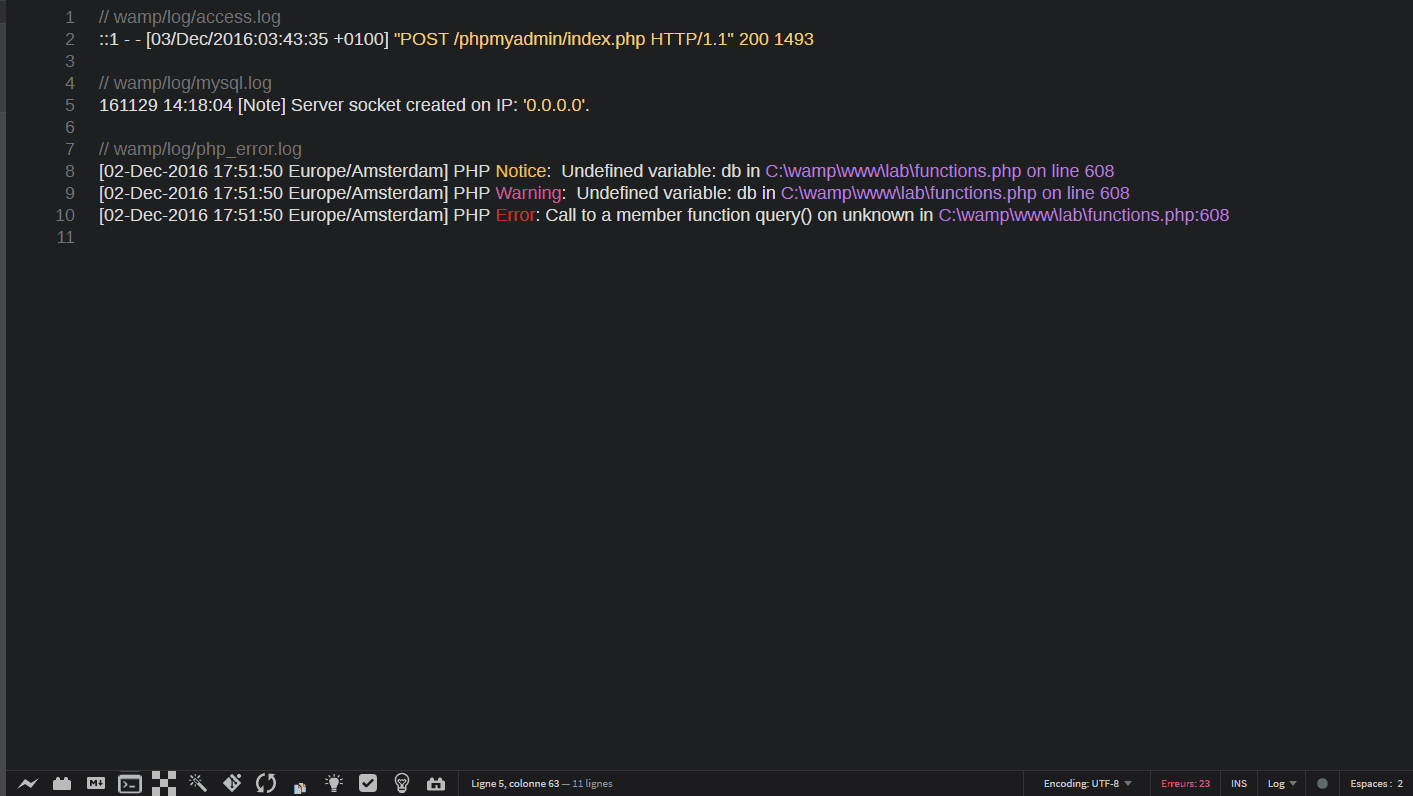 1 // wamp/log/access.log
2 ::1 - - [03/Dec/2016:03:43:35 +0100] "POST /phpmyadmin/index.php HTTP/1.1" 200 1493
3
4 // wamp/log/mysql.log
5 161129 14:18:04 [Note] Server socket created on IP: '0.0.0.0'.
6
7 // wamp/log/php_error.log
8 [02-Dec-2016 17:51:50 Europe/Amsterdam] PHP Notice:  Undefined variable: db in C:\wamp\www\lab\functions.php on line 608
9 [02-Dec-2016 17:51:50 Europe/Amsterdam] PHP Warning:  Undefined variable: db in C:\wamp\www\lab\functions.php on line 608
10 [02-Dec-2016 17:51:50 Europe/Amsterdam] PHP Error: Call to a member function query() on unknown in C:\wamp\www\lab\functions.php:608
11
M↓ Ligne 5, colonne 63 — 11 lignes Encoding: UTF-8 Erreurs: 23 INS Log Espaces : 2